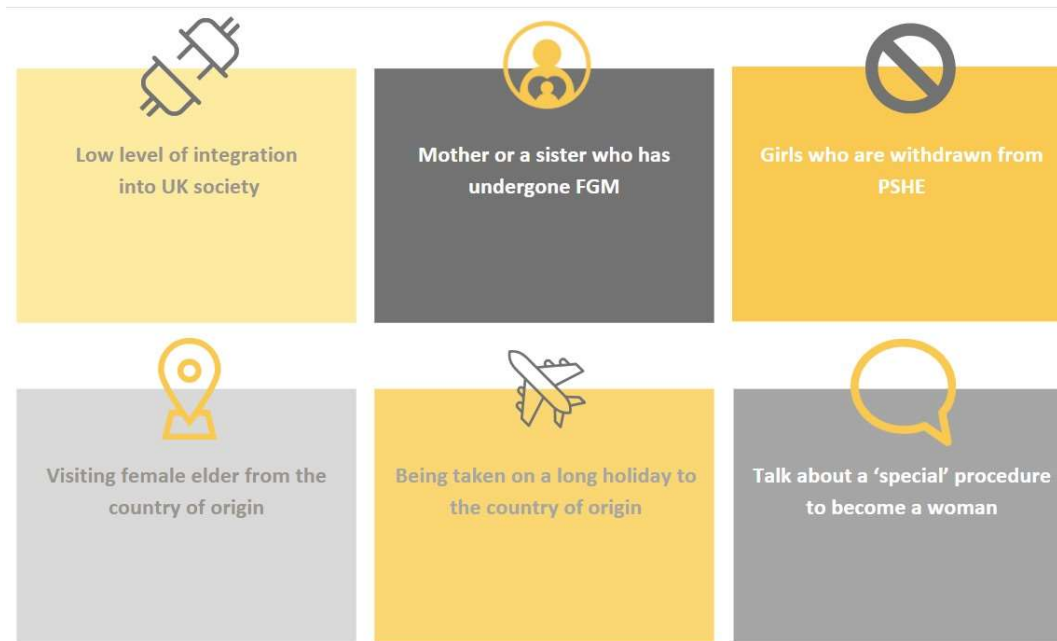 Low level of integration
into UK society
Mother or a sister who has
undergone FGM
Girls who are withdrawn from
PSHE
Visiting female elder from the
country of origin
Being taken on a long holiday to
the country of origin
Talk about a ‘special’ procedure
to become a woman